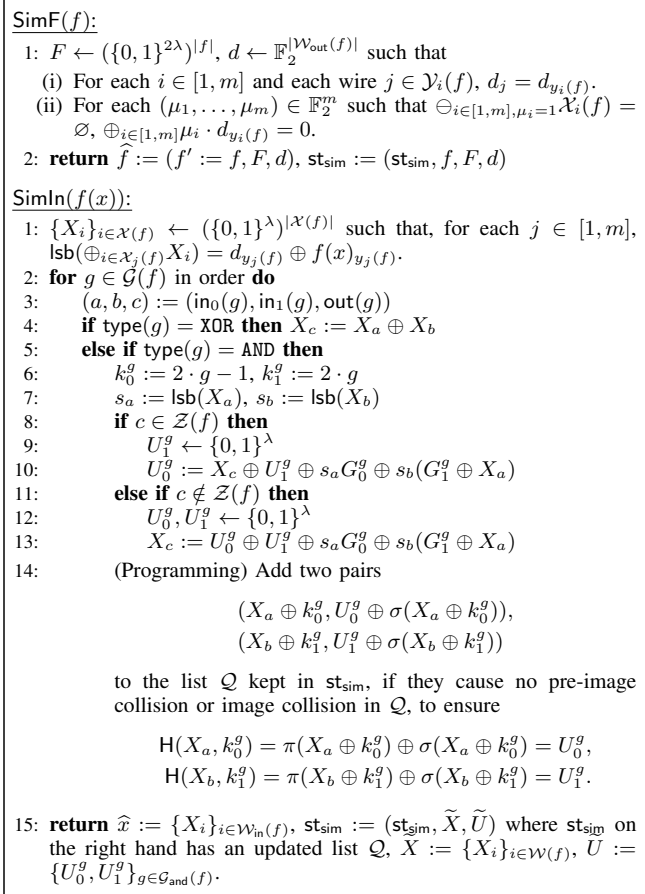 SimF(f):
1: F ← ({0, 1}^{2λ})^{|f|}, d ← 𝔽_2^{|𝒲_out(f)|} such that
(i) For each i ∈ [1, m] and each wire j ∈ 𝒴_i(f), d_j = d_{y_i(f)}.
(ii) For each (μ_1, . . . , μ_m) ∈ 𝔽_2^m such that ⊖_{i∈[1,m],μ_i=1}𝒳_i(f) =
∅, ⊕_{i∈[1,m]}μ_i · d_{y_i(f)} = 0.
2: return f̂ := (f′ := f, F, d), st_sim := (st_sim, f, F, d)
SimIn(f(x)):
1: {X_i}_{i∈𝒳(f)} ← ({0, 1}^λ)^{|𝒳(f)|} such that, for each j ∈ [1, m],
lsb(⊕_{i∈𝒳_j(f)}X_i) = d_{y_j(f)} ⊕ f(x)_{y_j(f)}.
2: for g ∈ 𝒢(f) in order do
3: (a, b, c) := (in_0(g), in_1(g), out(g))
4: if type(g) = XOR then X_c := X_a ⊕ X_b
5: else if type(g) = AND then
6: k_0^g := 2 · g − 1, k_1^g := 2 · g
7: s_a := lsb(X_a), s_b := lsb(X_b)
8: if c ∈ 𝒵(f) then
9: U_1^g ← {0, 1}^λ
10: U_0^g := X_c ⊕ U_1^g ⊕ s_aG_0^g ⊕ s_b(G_1^g ⊕ X_a)
11: else if c ∉ 𝒵(f) then
12: U_0^g, U_1^g ← {0, 1}^λ
13: X_c := U_0^g ⊕ U_1^g ⊕ s_aG_0^g ⊕ s_b(G_1^g ⊕ X_a)
14: (Programming) Add two pairs
(X_a ⊕ k_0^g, U_0^g ⊕ σ(X_a ⊕ k_0^g)),
(X_b ⊕ k_1^g, U_1^g ⊕ σ(X_b ⊕ k_1^g))
to the list 𝒬 kept in st_sim, if they cause no pre-image
collision or image collision in 𝒬, to ensure
H(X_a, k_0^g) = π(X_a ⊕ k_0^g) ⊕ σ(X_a ⊕ k_0^g) = U_0^g,
H(X_b, k_1^g) = π(X_b ⊕ k_1^g) ⊕ σ(X_b ⊕ k_1^g) = U_1^g.
15: return x̂ := {X_i}_{i∈𝒲_in(f)}, st_sim := (st_sim, X̃, Ũ) where st_sim on
the right hand has an updated list 𝒬, X̃ := {X_i}_{i∈𝒲(f)}, Ũ :=
{U_0^g, U_1^g}_{g∈𝒢_and(f)}.